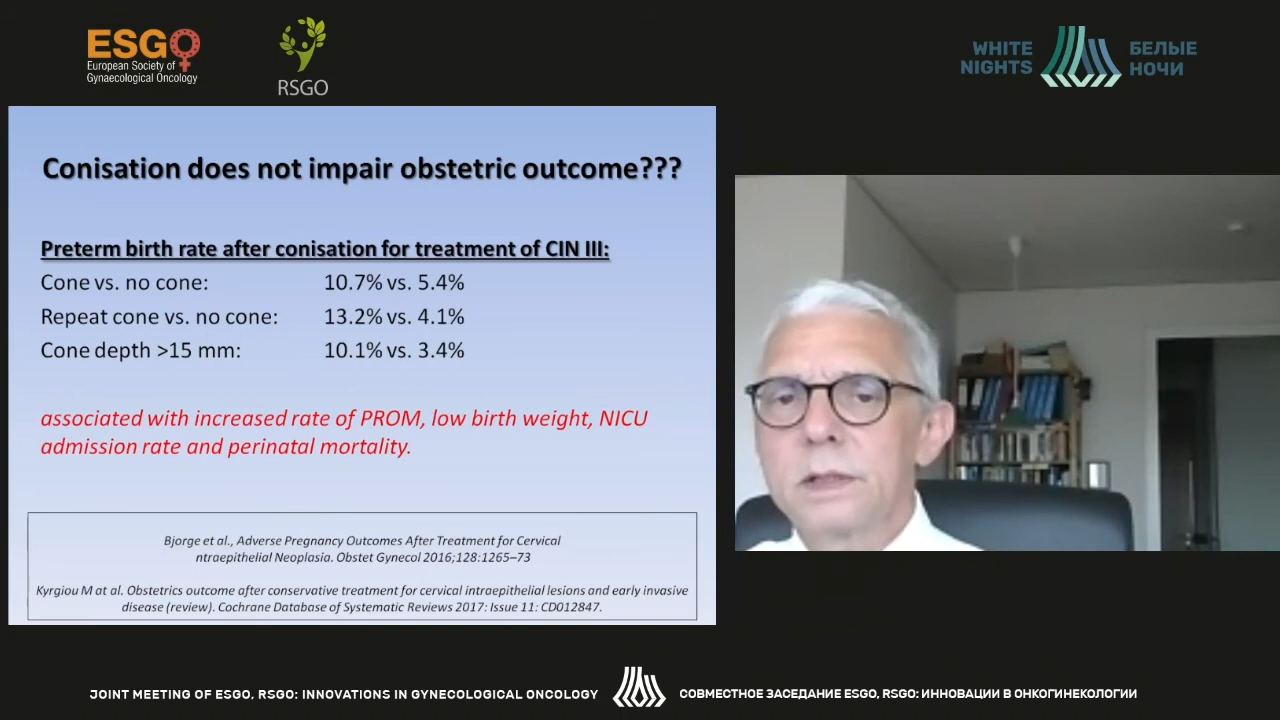 ESGO
European Society of
Gynaecological Oncology
RSGO
WHITE
NIGHTS
БЕЛЫЕ
НОЧИ
Conisation does not impair obstetric outcome???
Preterm birth rate after conisation for treatment of CIN III:
Cone vs. no cone: 10.7% vs. 5.4%
Repeat cone vs. no cone: 13.2% vs. 4.1%
Cone depth >15 mm: 10.1% vs. 3.4%
associated with increased rate of PROM, low birth weight, NICU
admission rate and perinatal mortality.
Bjorge et al., Adverse Pregnancy Outcomes After Treatment for Cervical
ntraepithelial Neoplasia. Obstet Gynecol 2016;128:1265–73
Kyrgiou M at al. Obstetrics outcome after conservative treatment for cervical intraepithelial lesions and early invasive
disease (review). Cochrane Database of Systematic Reviews 2017: Issue 11: CD012847.
JOINT MEETING OF ESGO, RSGO: INNOVATIONS IN GYNECOLOGICAL ONCOLOGY
СОВМЕСТНОЕ ЗАСЕДАНИЕ ESGO, RSGO: ИННОВАЦИИ В ОНКОГИНЕКОЛОГИИ